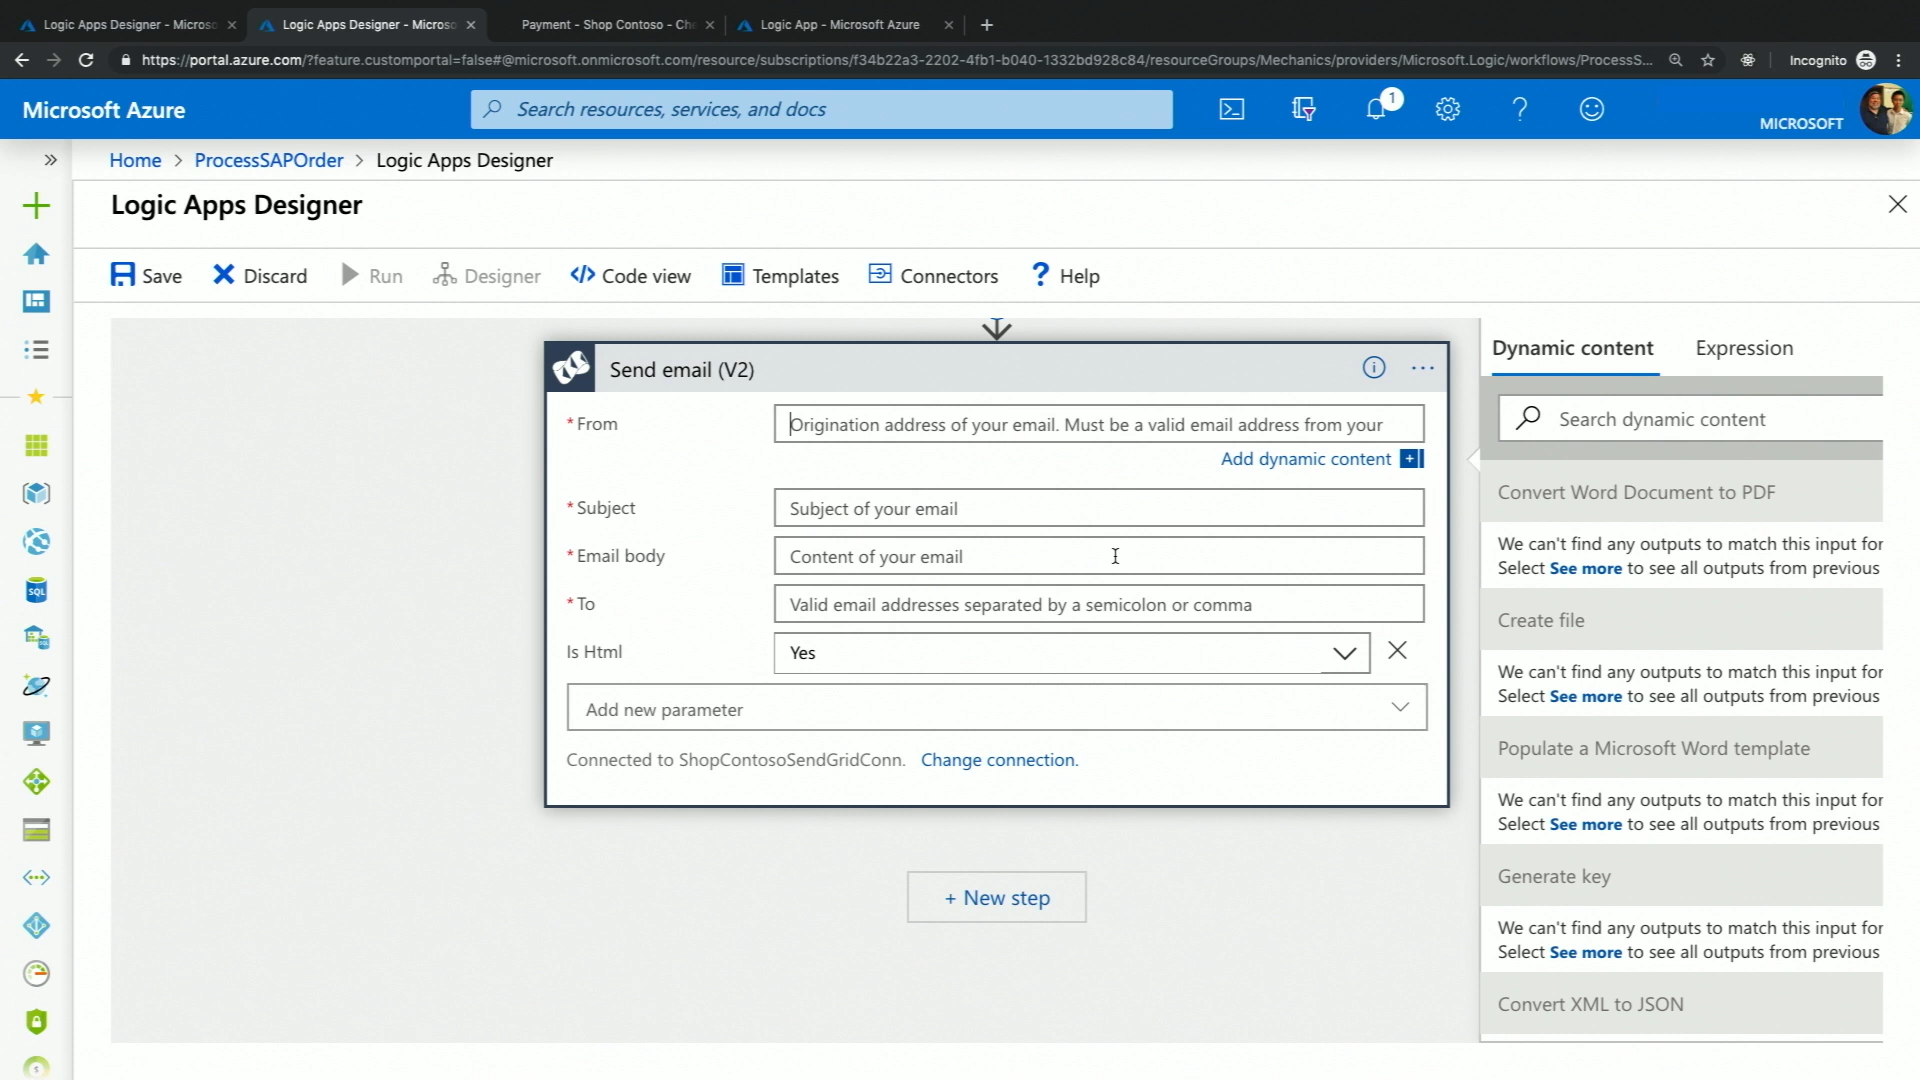 Logic Apps Designer - Microso
Logic Apps Designer - Microso
Payment - Shop Contoso - Che
Logic App - Microsoft Azure
https://portal.azure.com/?feature.customportal=false#@microsoft.onmicrosoft.com/resource/subscriptions/f34b22a3-2202-4fb1-b040-1332bd928c84/resourceGroups/Mechanics/providers/Microsoft.Logic/workflows/ProcessS...
Incognito
Microsoft Azure
Search resources, services, and docs
1
MICROSOFT
Home > ProcessSAPOrder > Logic Apps Designer
Logic Apps Designer
Save
Discard
Run
Designer
Code view
Templates
Connectors
Help
Send email (V2)
* From
Origination address of your email. Must be a valid email address from your
Add dynamic content
* Subject
Subject of your email
* Email body
Content of your email
* To
Valid email addresses separated by a semicolon or comma
Is Html
Yes
Add new parameter
Connected to ShopContosoSendGridConn. Change connection.
+ New step
Dynamic content
Expression
Search dynamic content
Convert Word Document to PDF
We can't find any outputs to match this input for
Select See more to see all outputs from previous
Create file
We can't find any outputs to match this input for
Select See more to see all outputs from previous
Populate a Microsoft Word template
We can't find any outputs to match this input for
Select See more to see all outputs from previous
Generate key
We can't find any outputs to match this input for
Select See more to see all outputs from previous
Convert XML to JSON
SQL